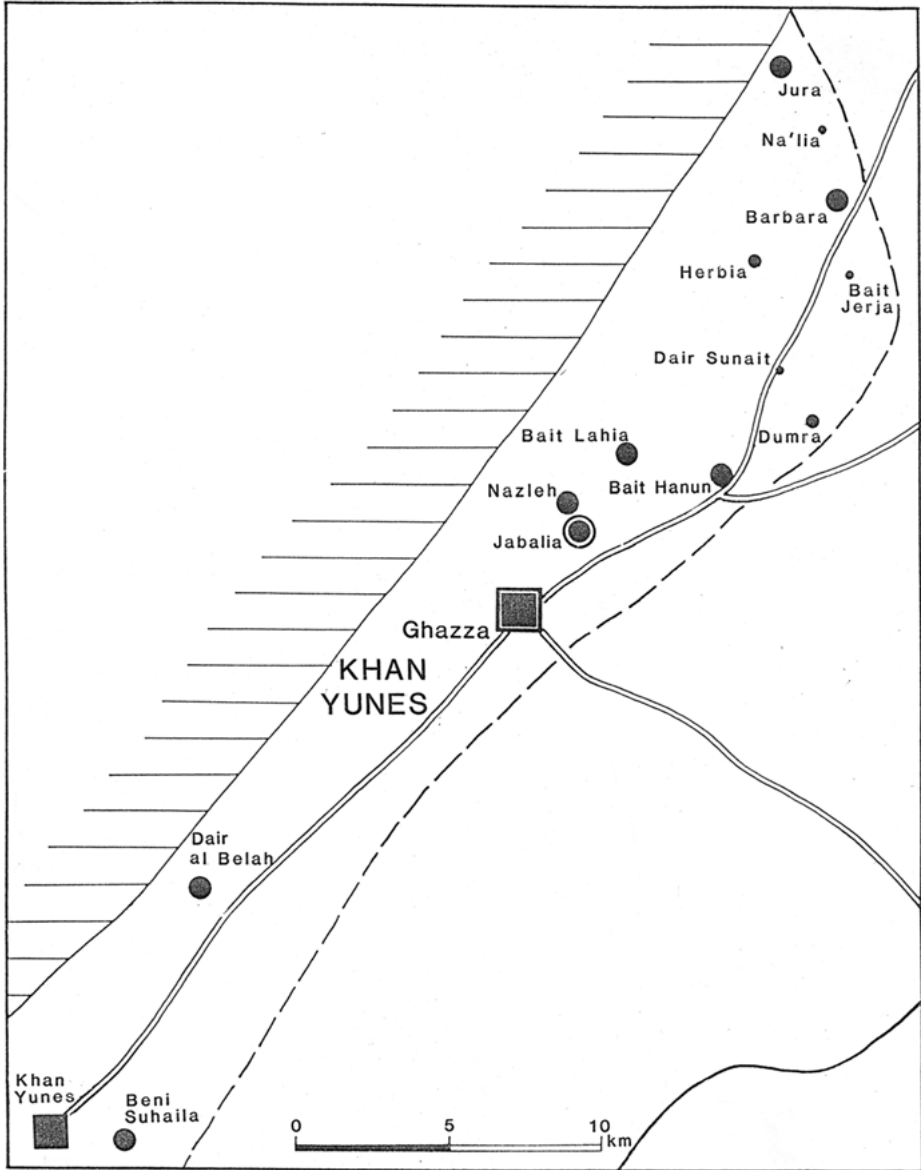 Jura
Na'lia
Barbara
Herbia
Bait
Jerja
Dair Sunait
Bait Lahia
Dumra
Nazleh
Bait Hanun
Jabalia
Ghazza
KHAN
YUNES
Dair
al Belah
Khan
Yunes
Beni
Suhaila
0 5 10
km